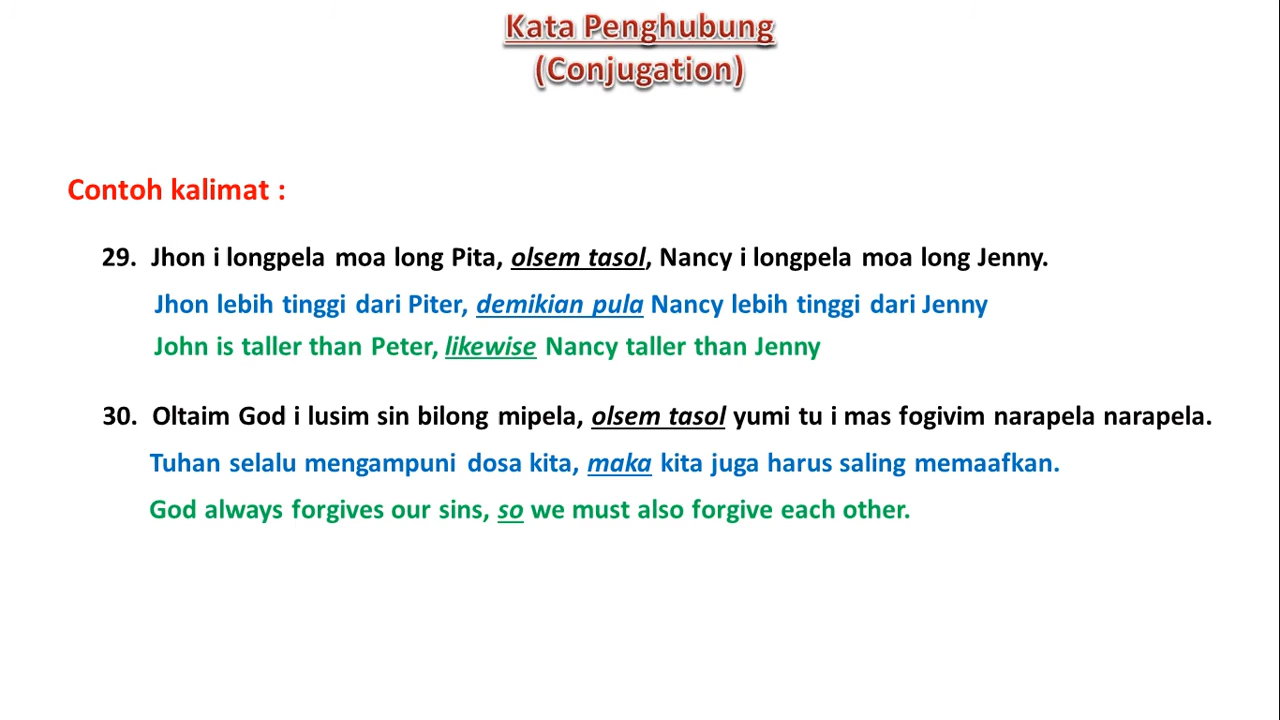 Kata Penghubung
(Conjugation)
Contoh kalimat :
29. Jhon i longpela moa long Pita, olsem tasol, Nancy i longpela moa long Jenny.
Jhon lebih tinggi dari Piter, demikian pula Nancy lebih tinggi dari Jenny
John is taller than Peter, likewise Nancy taller than Jenny
30. Oltaim God i lusim sin bilong mipela, olsem tasol yumi tu i mas fogivim narapela narapela.
Tuhan selalu mengampuni dosa kita, maka kita juga harus saling memaafkan.
God always forgives our sins, so we must also forgive each other.